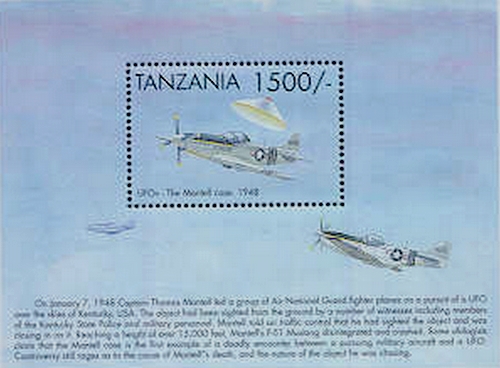 TANZANIA 1500/-
UFOs - The Mantell case, 1948
On January 7, 1948 Captain Thomas Mantell led a group of Air National Guard fighter planes on a pursuit of a UFO
over the skies of Kentucky, USA. The object had been sighted from the ground by a number of witnesses including members
of the Kentucky State Police and military personnel. Mantell told air traffic control that he had sighted the object and was
closing in on it. Reaching a height of over 15,000 feet, Mantell's F-51 Mustang disintegrated and crashed. Some ufologists
claim that the Mantell case is the first example of a deadly encounter between a pursuing military aircraft and a UFO.
Controversy still rages as to the cause of Mantell's death, and the nature of the object he was chasing.